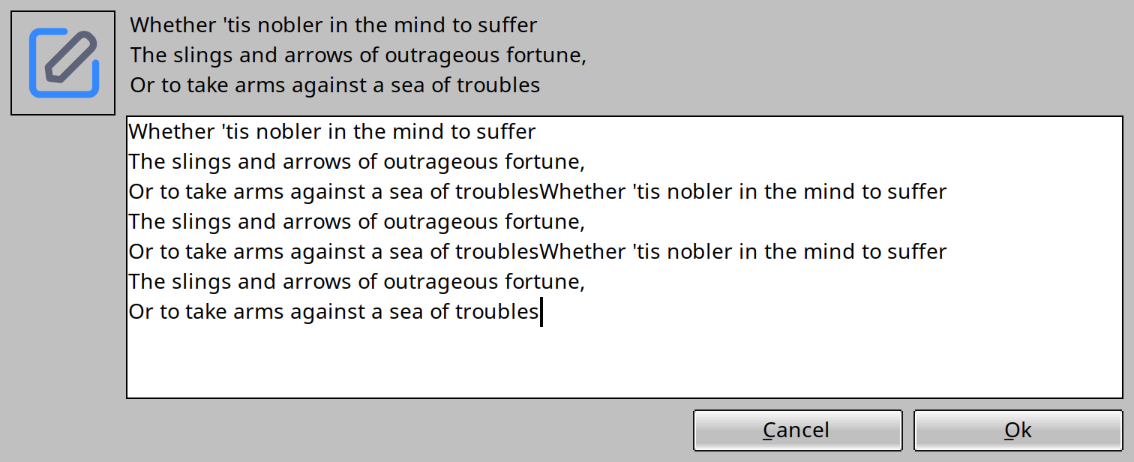 Whether 'tis nobler in the mind to suffer
The slings and arrows of outrageous fortune,
Or to take arms against a sea of troubles
Whether 'tis nobler in the mind to suffer
The slings and arrows of outrageous fortune,
Or to take arms against a sea of troublesWhether 'tis nobler in the mind to suffer
The slings and arrows of outrageous fortune,
Or to take arms against a sea of troublesWhether 'tis nobler in the mind to suffer
The slings and arrows of outrageous fortune,
Or to take arms against a sea of troubles
Cancel
Ok